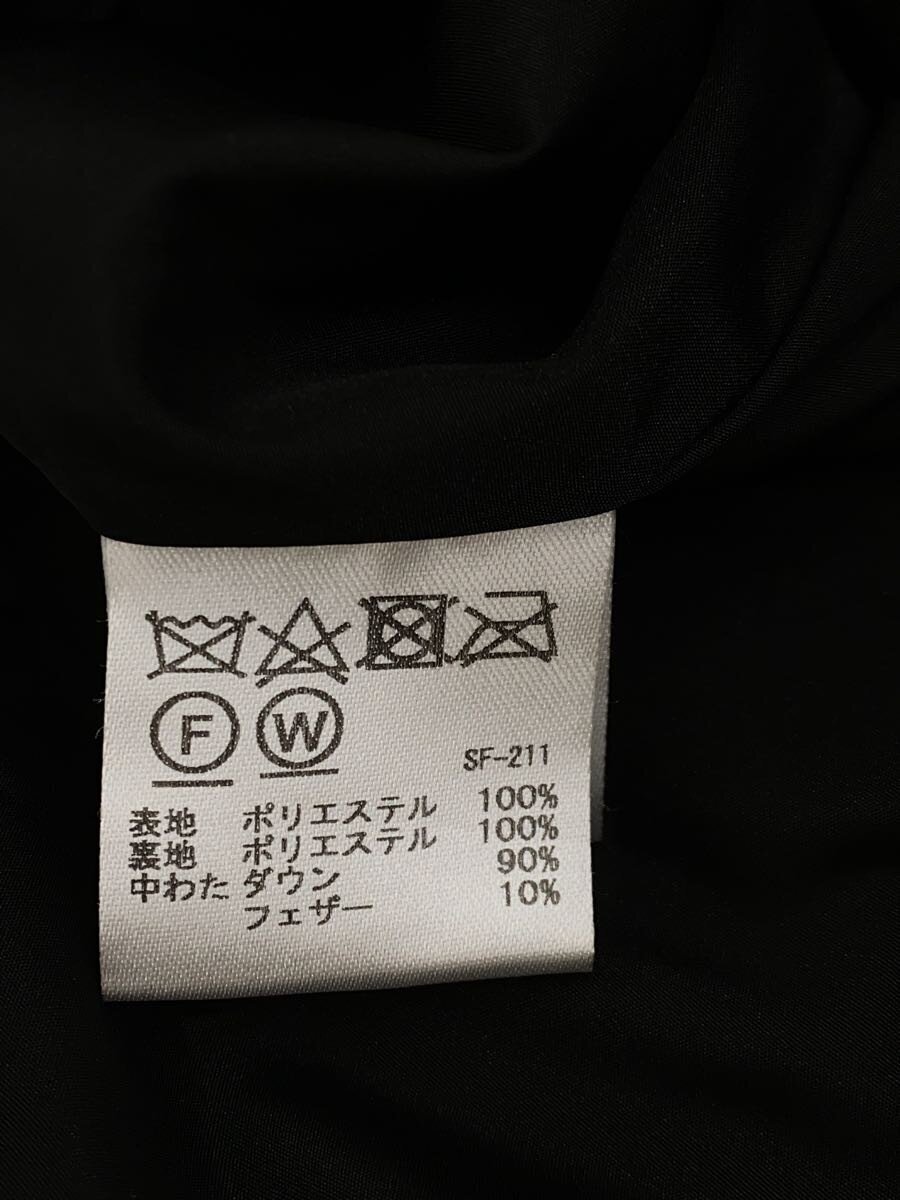 F W
SF-211
表地 ポリエステル 100%
裏地 ポリエステル 100%
中わた ダウン 90%
フェザー 10%